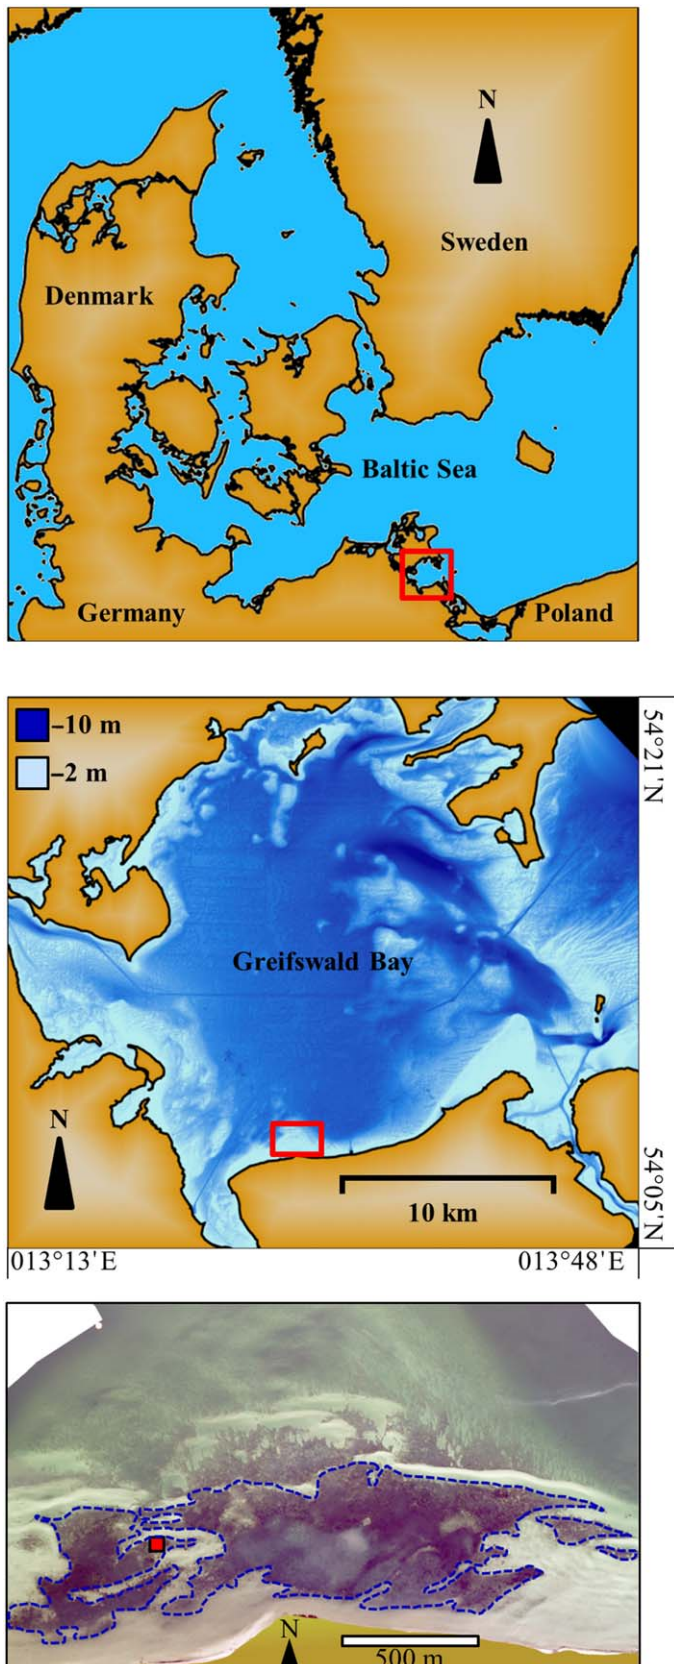 N
Sweden
Denmark
Baltic Sea
Germany
Poland
–10 m
–2 m
54°21'N
Greifswald Bay
N
10 km
54°05'N
013°13'E
013°48'E
N
500 m